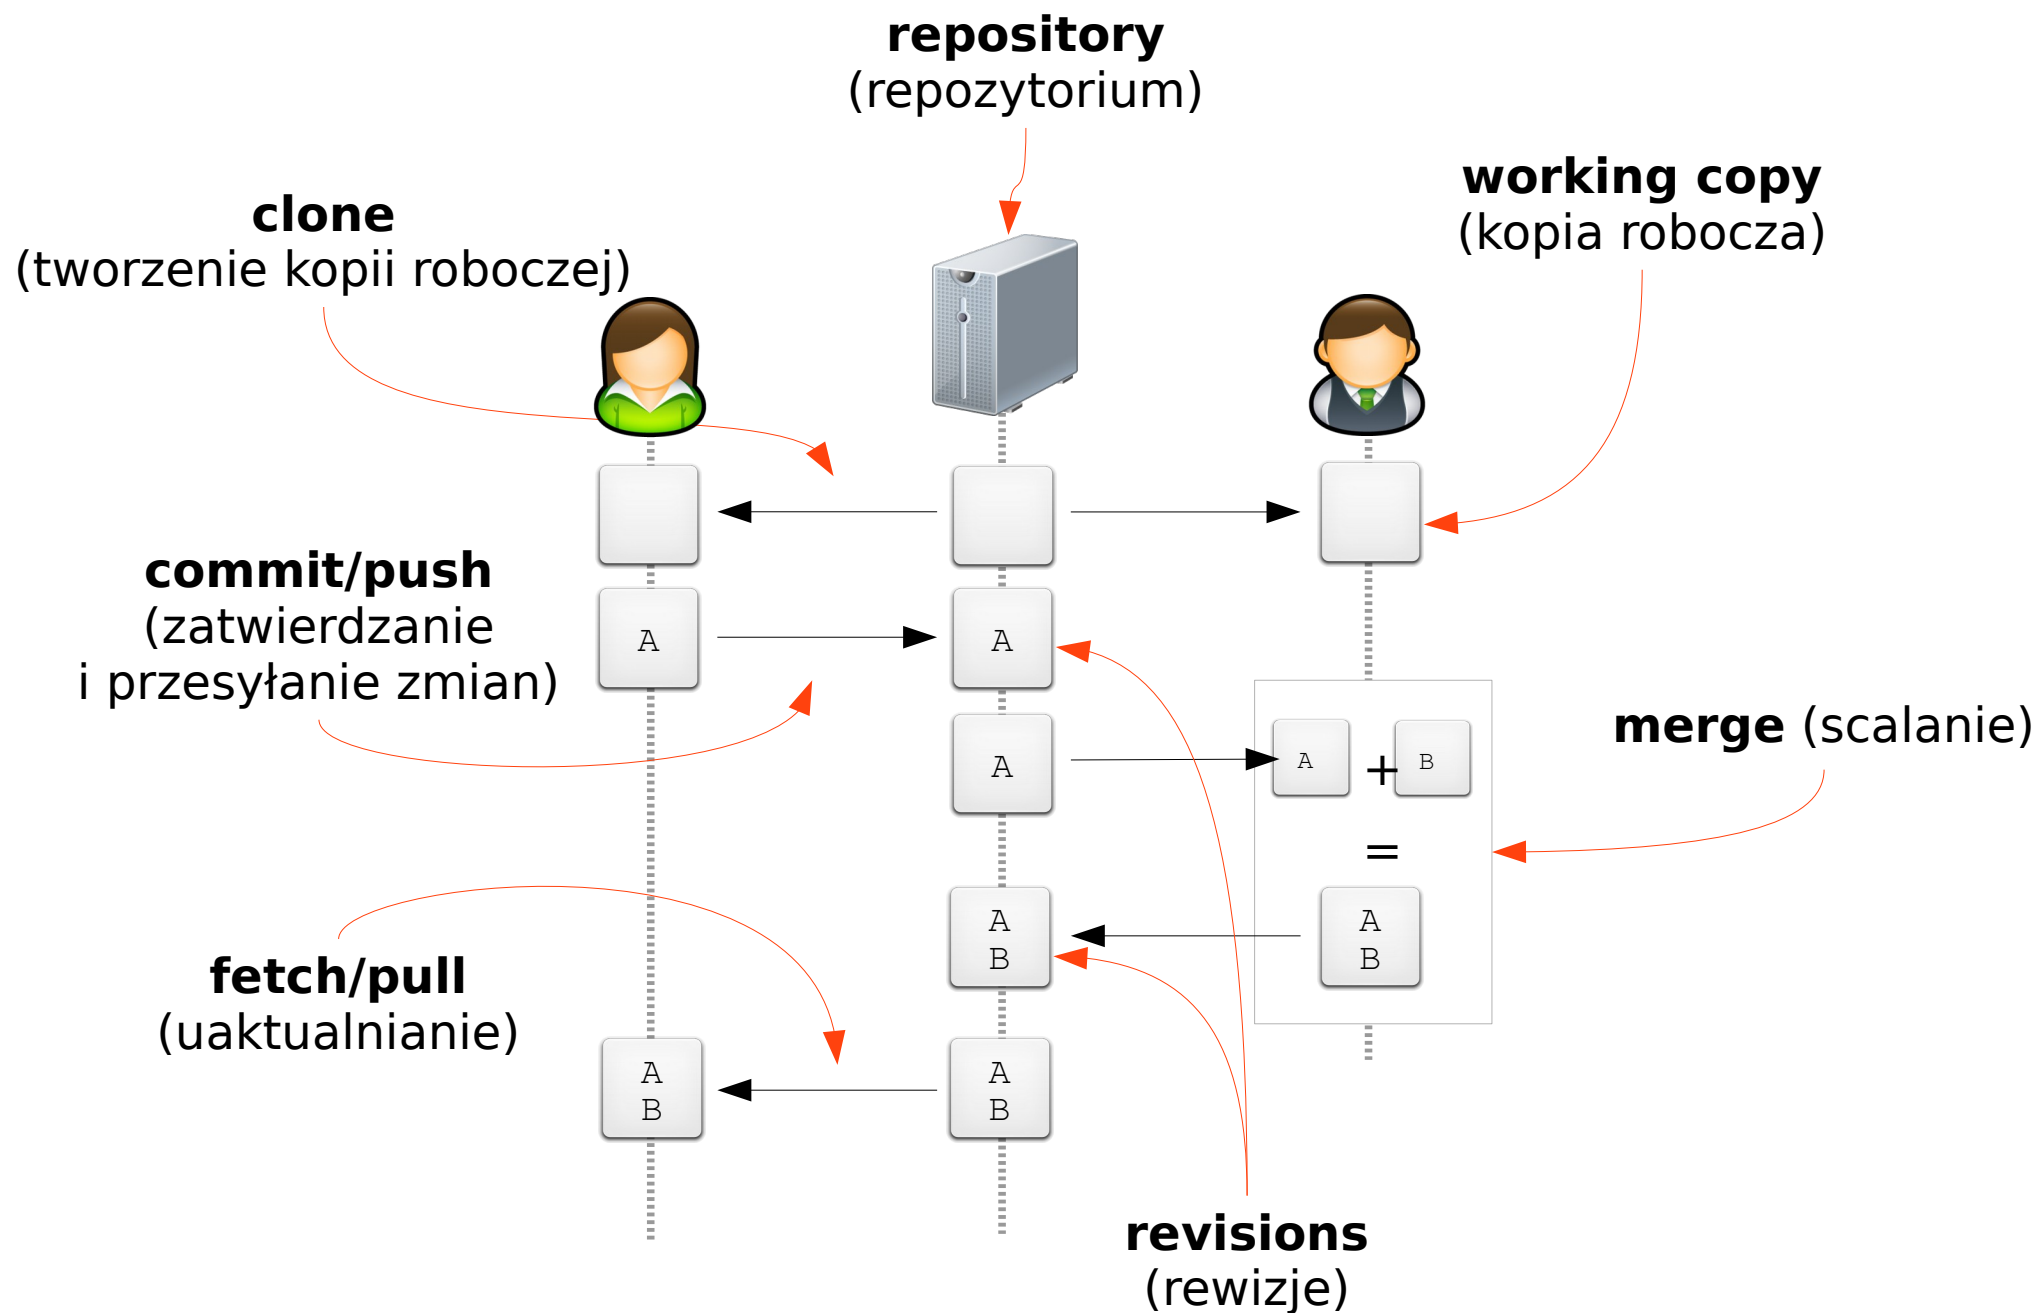 repository
(repozytorium)
working copy
(kopia robocza)
clone
(tworzenie kopii roboczej)
commit/push
(zatwierdzanie
i przesyłanie zmian)
A
A
merge (scalanie)
A
A
+
B
=
A
B
A
B
fetch/pull
(uaktualnianie)
A
B
A
B
revisions
(rewizje)